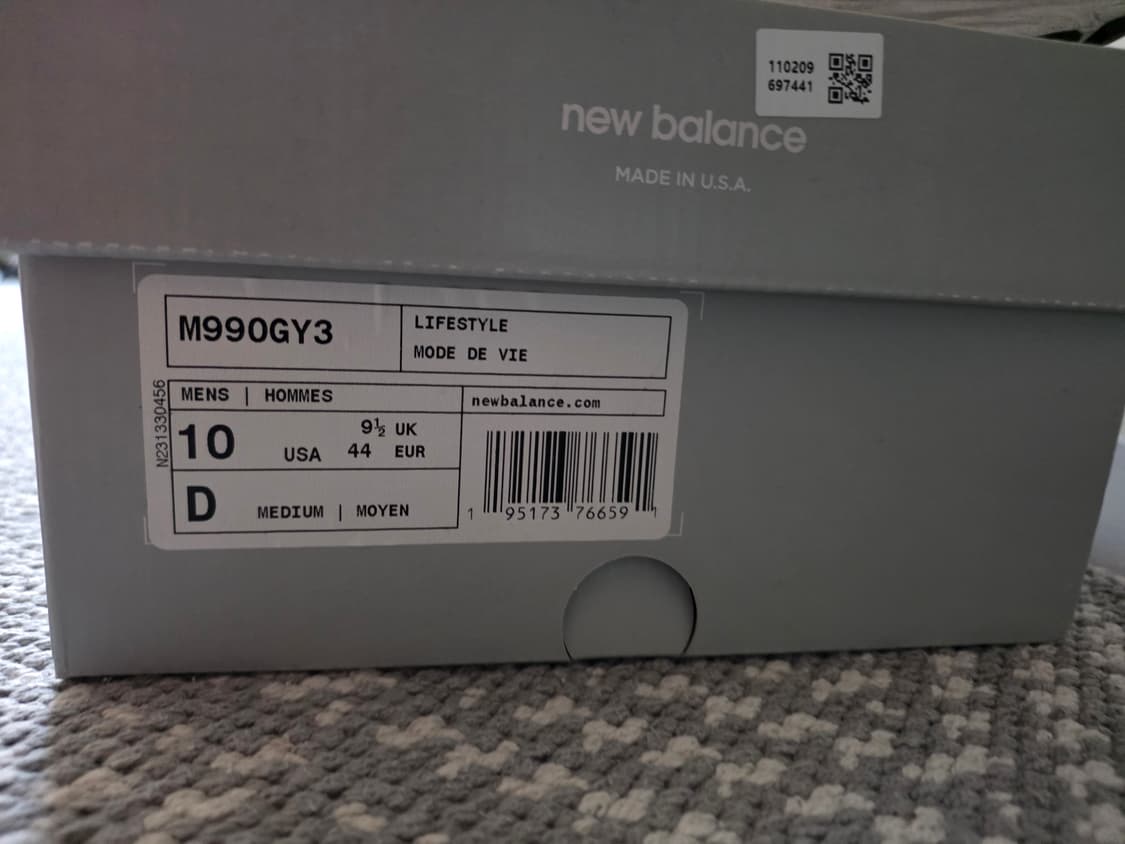 110209
697441
new balance
MADE IN U.S.A.
M990GY3
LIFESTYLE
MODE DE VIE
N231330456
MENS | HOMMES
newbalance.com
10 USA 9½ UK
44 EUR
D MEDIUM | MOYEN
1 95173 76659 1